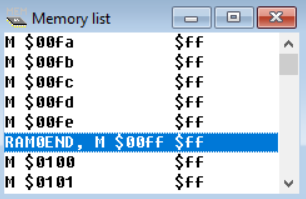 Memory list
M $00fa $ff
M $00fb $ff
M $00fc $ff
M $00fd $ff
M $00fe $ff
RAM0END, M $00FF $ff
M $0100 $ff
M $0101 $ff